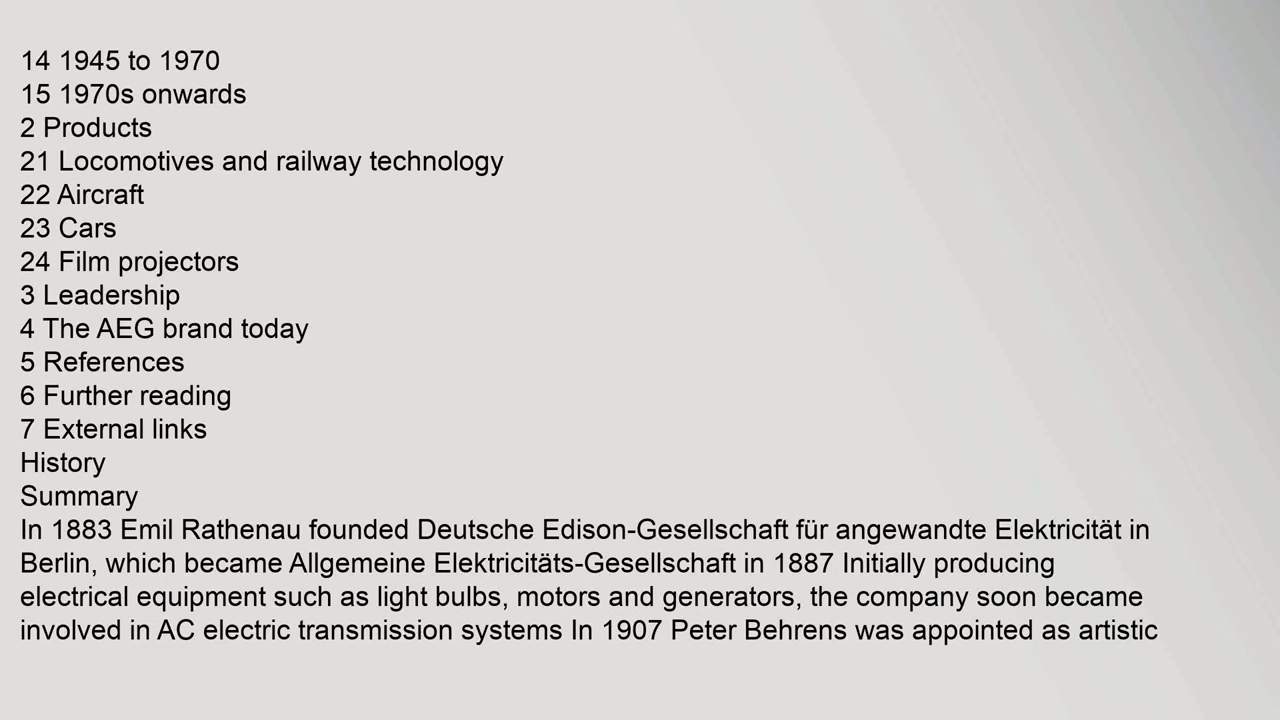 14 1945 to 1970
15 1970s onwards
2 Products
21 Locomotives and railway technology
22 Aircraft
23 Cars
24 Film projectors
3 Leadership
4 The AEG brand today
5 References
6 Further reading
7 External links
History
Summary
In 1883 Emil Rathenau founded Deutsche Edison-Gesellschaft für angewandte Elektricität in
Berlin, which became Allgemeine Elektricitäts-Gesellschaft in 1887 Initially producing
electrical equipment such as light bulbs, motors and generators, the company soon became
involved in AC electric transmission systems In 1907 Peter Behrens was appointed as artistic